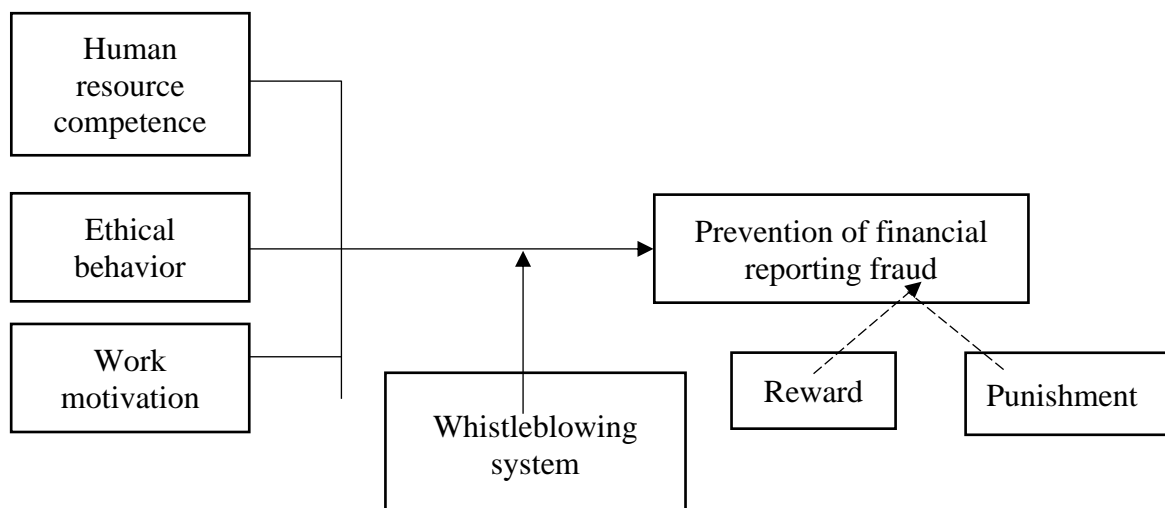 Human
resource
competence
Ethical
behavior
Work
motivation
Prevention of financial
reporting fraud
Reward
Punishment
Whistleblowing
system